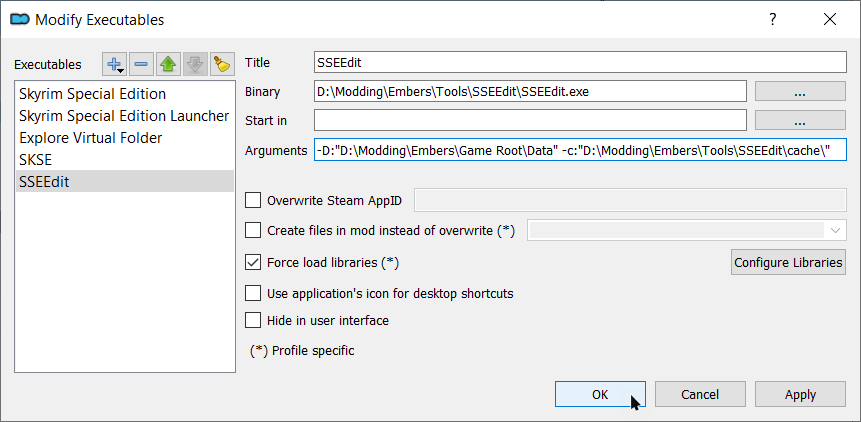 Modify Executables
Executables
Skyrim Special Edition
Skyrim Special Edition Launcher
Explore Virtual Folder
SKSE
SSEEdit
Title SSEEdit
Binary D:\Modding\Embers\Tools\SSEEdit\SSEEdit.exe ...
Start in ...
Arguments -D:"D:\Modding\Embers\Game Root\Data" -c:"D:\Modding\Embers\Tools\SSEEdit\cache\"
Overwrite Steam AppID
Create files in mod instead of overwrite (*)
Force load libraries (*) Configure Libraries
Use application's icon for desktop shortcuts
Hide in user interface
(*) Profile specific
OK Cancel Apply